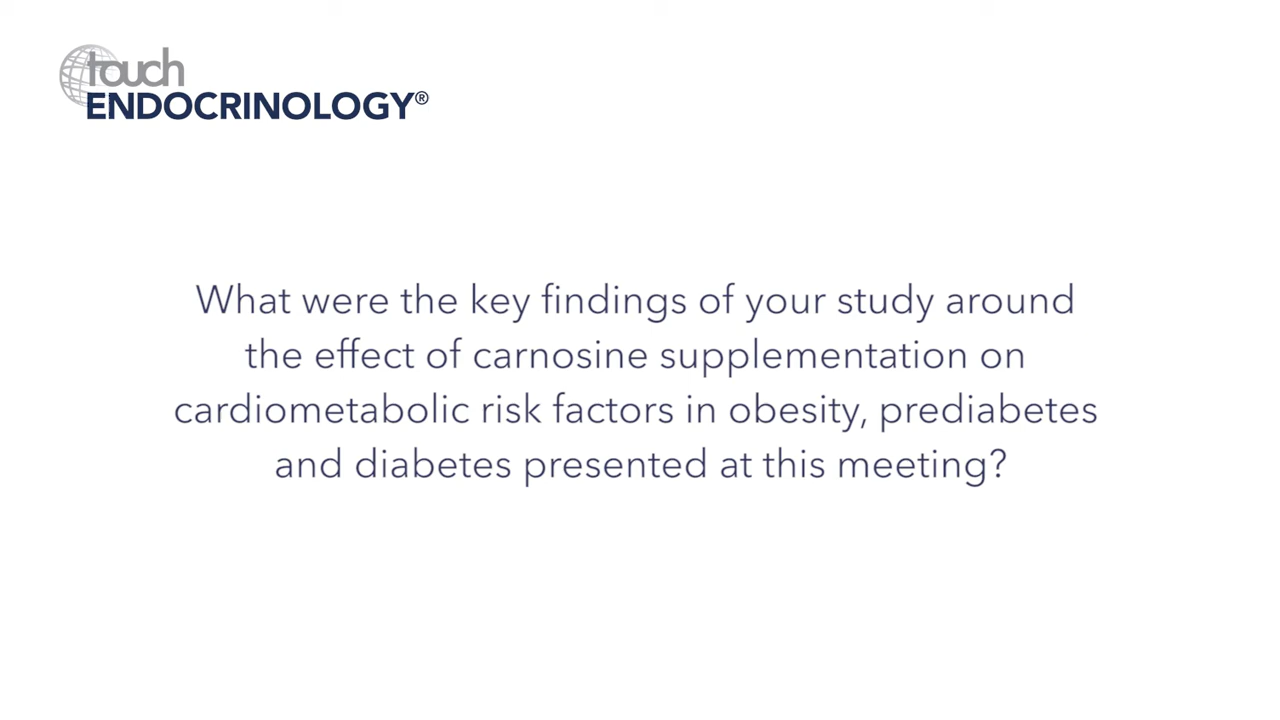 touch
ENDOCRINOLOGY®
What were the key findings of your study around
the effect of carnosine supplementation on
cardiometabolic risk factors in obesity, prediabetes
and diabetes presented at this meeting?